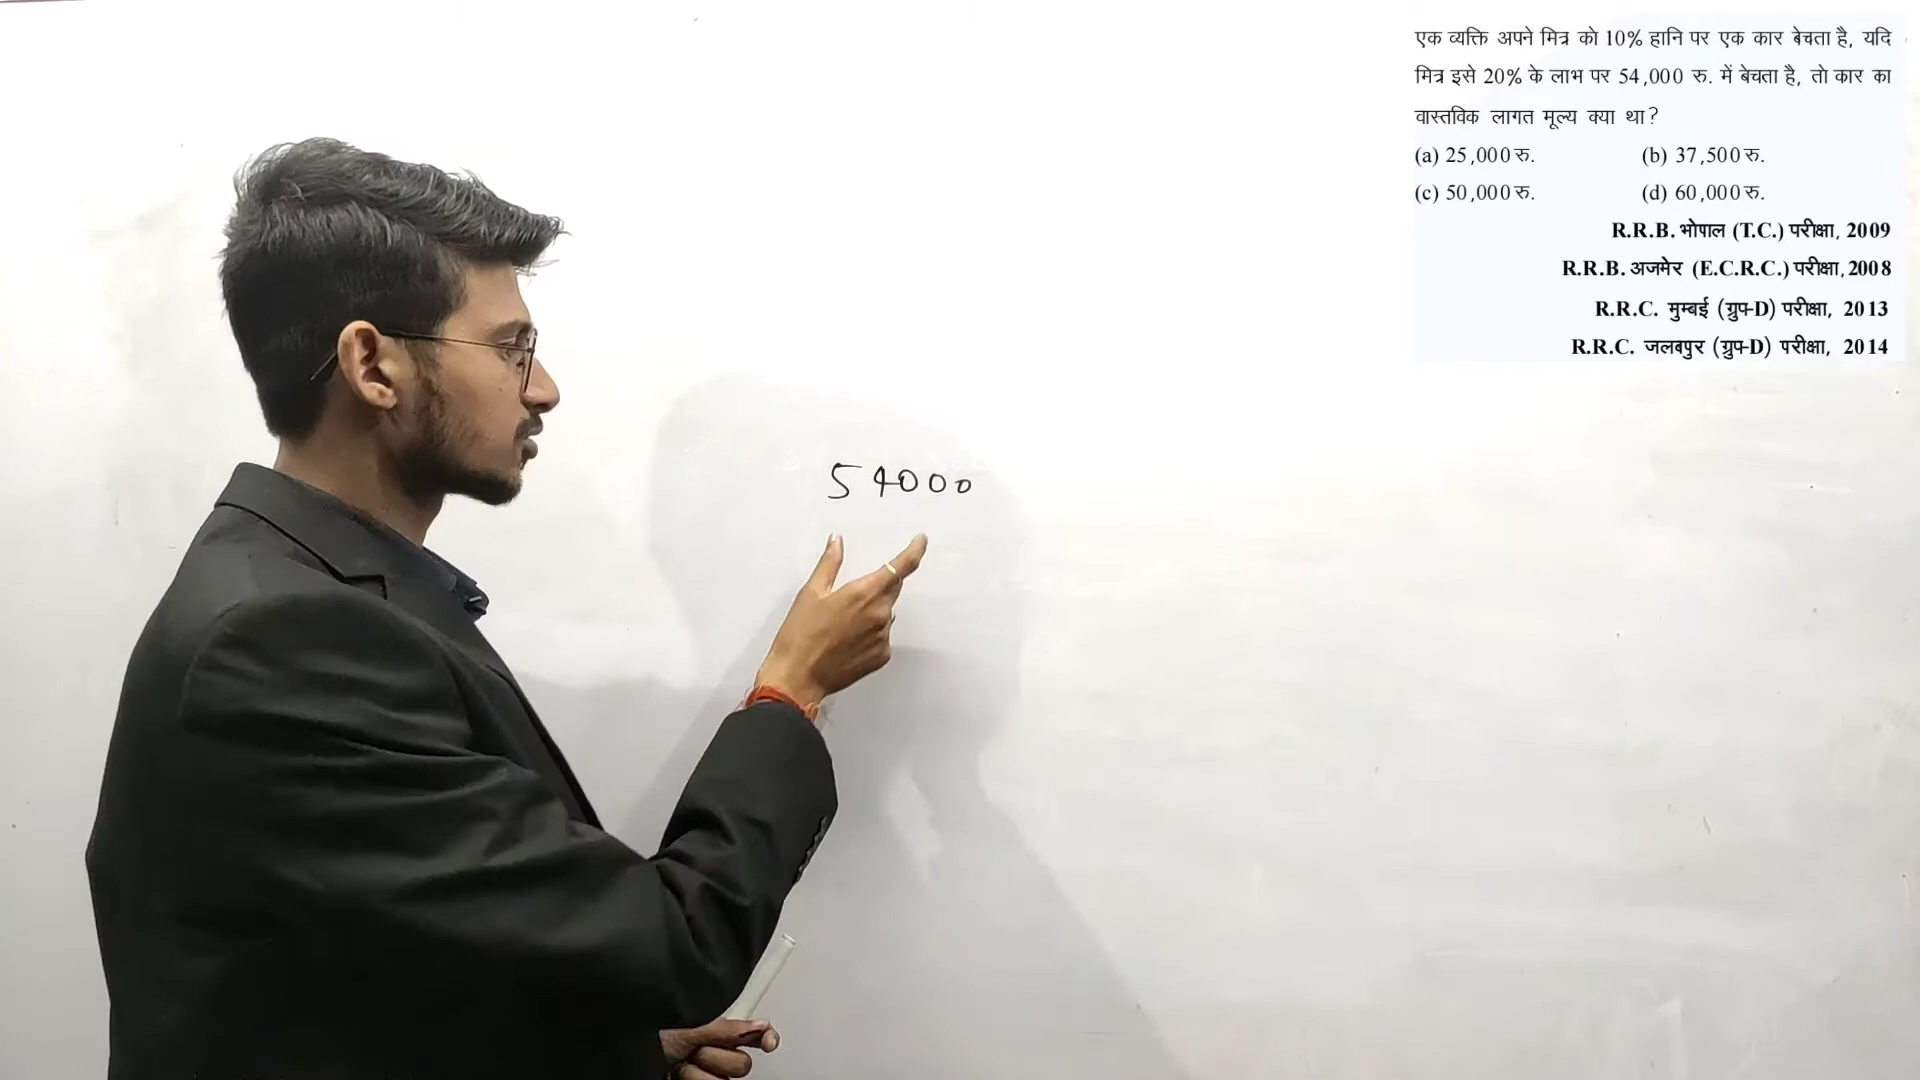 एक व्यक्ति अपने मित्र को 10% हानि पर एक कार बेचता है, यदि
मित्र इसे 20% के लाभ पर 54,000 रु. में बेचता है, तो कार का
वास्तविक लागत मूल्य क्या था?
(a) 25,000 रु. (b) 37,500 रु.
(c) 50,000 रु. (d) 60,000 रु.
R.R.B. भोपाल (T.C.) परीक्षा, 2009
R.R.B. अजमेर (E.C.R.C.) परीक्षा, 2008
R.R.C. मुम्बई (ग्रुप-D) परीक्षा, 2013
R.R.C. जलबपुर (ग्रुप-D) परीक्षा, 2014
54000